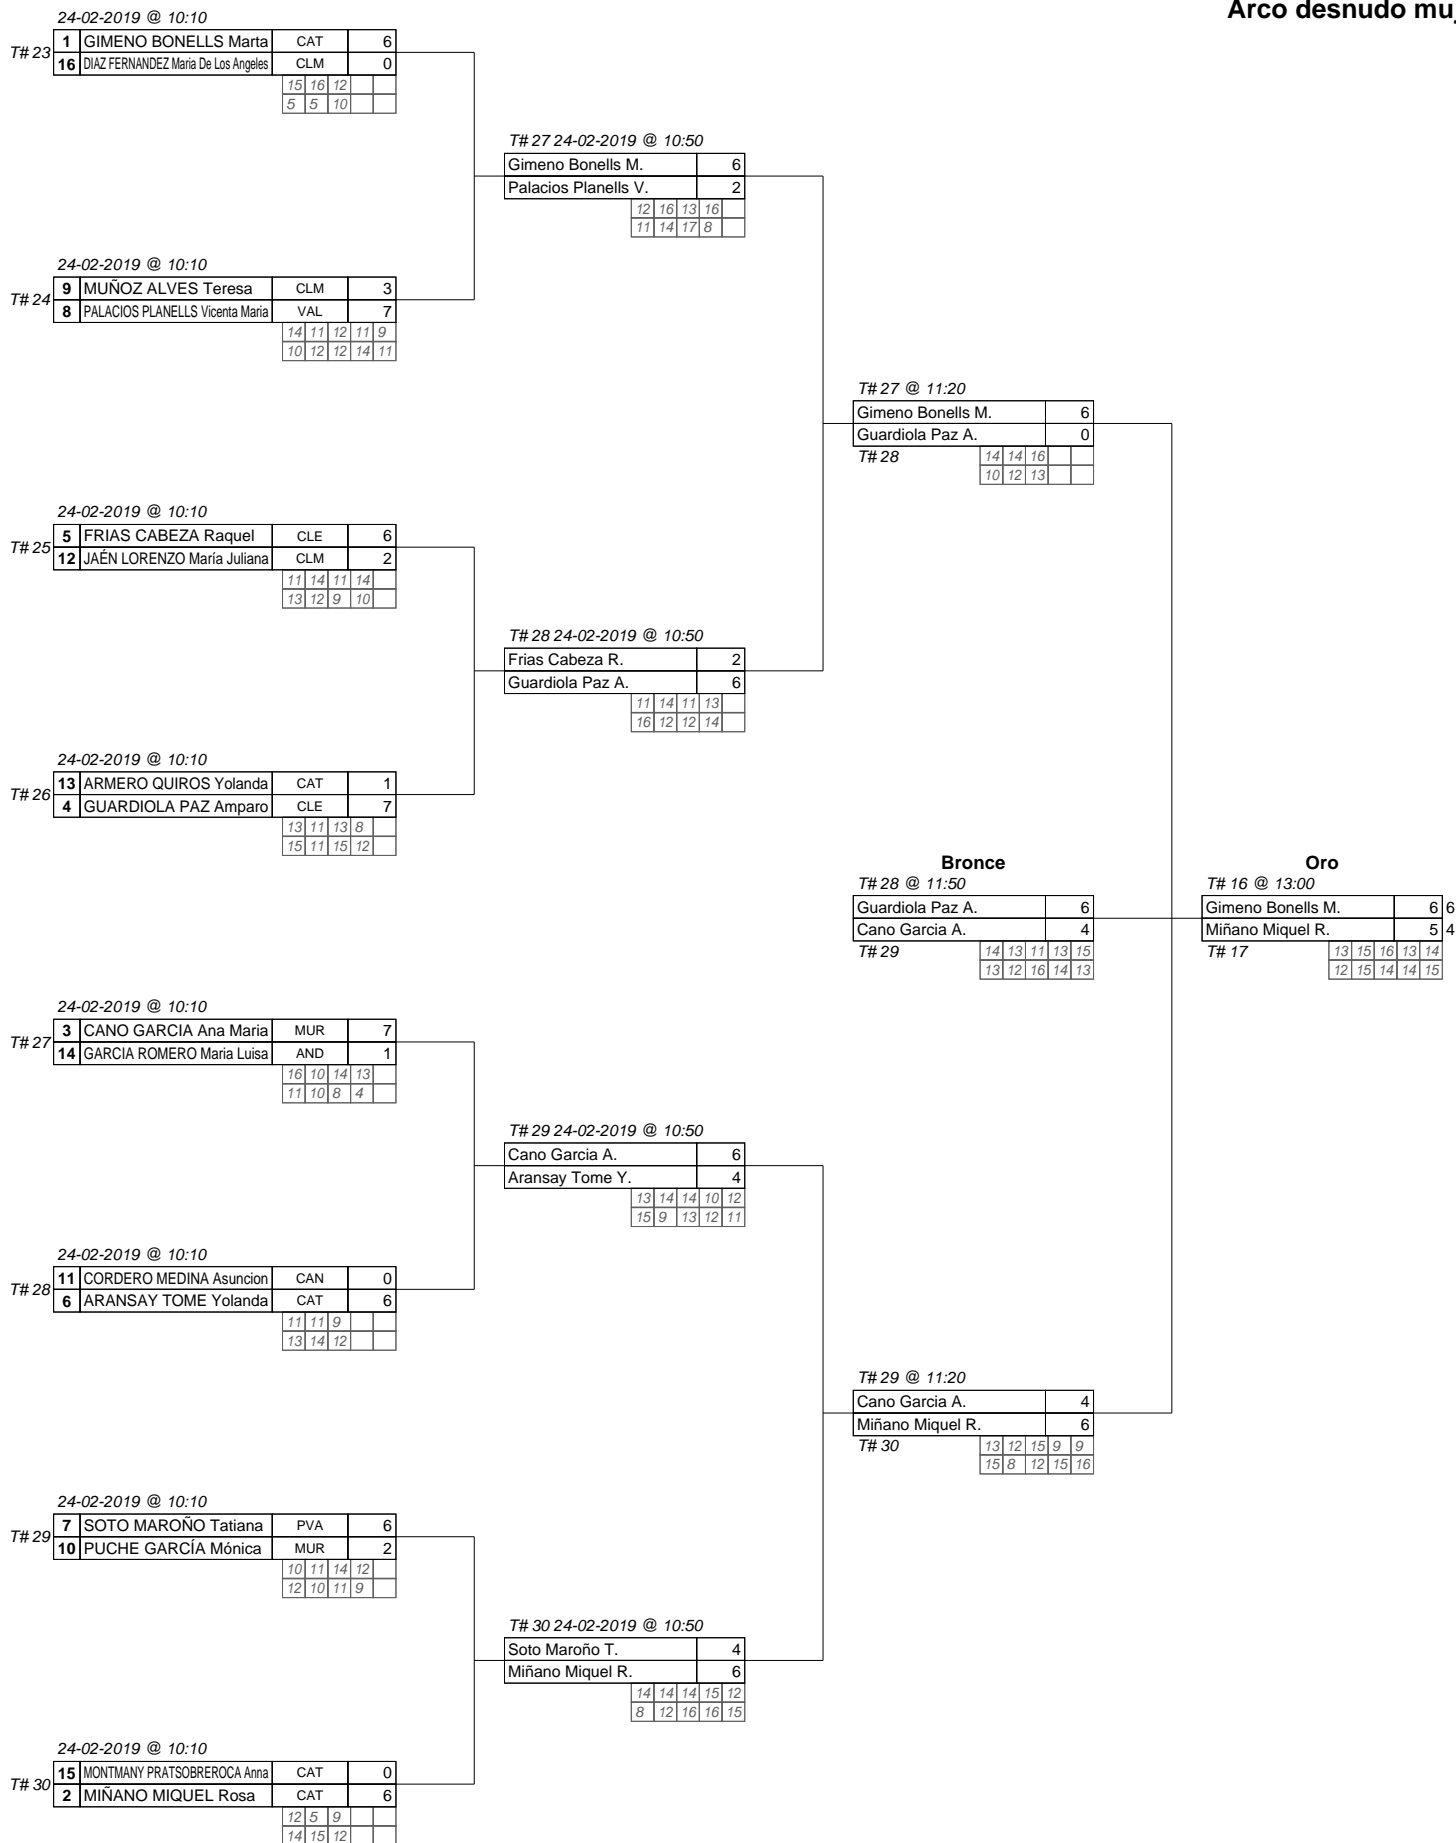 Arco desnudo muj
24-02-2019 @ 10:10
T# 23
1 GIMENO BONELLS Marta CAT 6
16 DIAZ FERNANDEZ Maria De Los Angeles CLM 0
15 16 12
5 5 10
T# 27 24-02-2019 @ 10:50
Gimeno Bonells M. 6
Palacios Planells V. 2
12 16 13 16
11 14 17 8
24-02-2019 @ 10:10
T# 24
9 MUÑOZ ALVES Teresa CLM 3
8 PALACIOS PLANELLS Vicenta Maria VAL 7
14 11 12 11 9
10 12 12 14 11
T# 27 @ 11:20
Gimeno Bonells M. 6
Guardiola Paz A. 0
T# 28
14 14 16
10 12 13
24-02-2019 @ 10:10
T# 25
5 FRIAS CABEZA Raquel CLE 6
12 JAÉN LORENZO María Juliana CLM 2
11 14 11 14
13 12 9 10
T# 28 24-02-2019 @ 10:50
Frias Cabeza R. 2
Guardiola Paz A. 6
11 14 11 13
16 12 12 14
24-02-2019 @ 10:10
T# 26
13 ARMERO QUIROS Yolanda CAT 1
4 GUARDIOLA PAZ Amparo CLE 7
13 11 13 8
15 11 15 12
Bronce
T# 28 @ 11:50
Guardiola Paz A. 6
Cano Garcia A. 4
T# 29
14 13 11 13 15
13 12 16 14 13
Oro
T# 16 @ 13:00
Gimeno Bonells M. 6 6
Miñano Miquel R. 5 4
T# 17
13 15 16 13 14
12 15 14 14 15
24-02-2019 @ 10:10
T# 27
3 CANO GARCIA Ana Maria MUR 7
14 GARCIA ROMERO Maria Luisa AND 1
16 10 14 13
11 10 8 4
T# 29 24-02-2019 @ 10:50
Cano Garcia A. 6
Aransay Tome Y. 4
13 14 14 10 12
15 9 13 12 11
24-02-2019 @ 10:10
T# 28
11 CORDERO MEDINA Asuncion CAN 0
6 ARANSAY TOME Yolanda CAT 6
11 11 9
13 14 12
T# 29 @ 11:20
Cano Garcia A. 4
Miñano Miquel R. 6
T# 30
13 12 15 9 9
15 8 12 15 16
24-02-2019 @ 10:10
T# 29
7 SOTO MAROÑO Tatiana PVA 6
10 PUCHE GARCÍA Mónica MUR 2
10 11 14 12
12 10 11 9
T# 30 24-02-2019 @ 10:50
Soto Maroño T. 4
Miñano Miquel R. 6
14 14 14 15 12
8 12 16 16 15
24-02-2019 @ 10:10
T# 30
15 MONTMANY PRATSOBREROCA Anna CAT 0
2 MIÑANO MIQUEL Rosa CAT 6
12 5 9
14 15 12